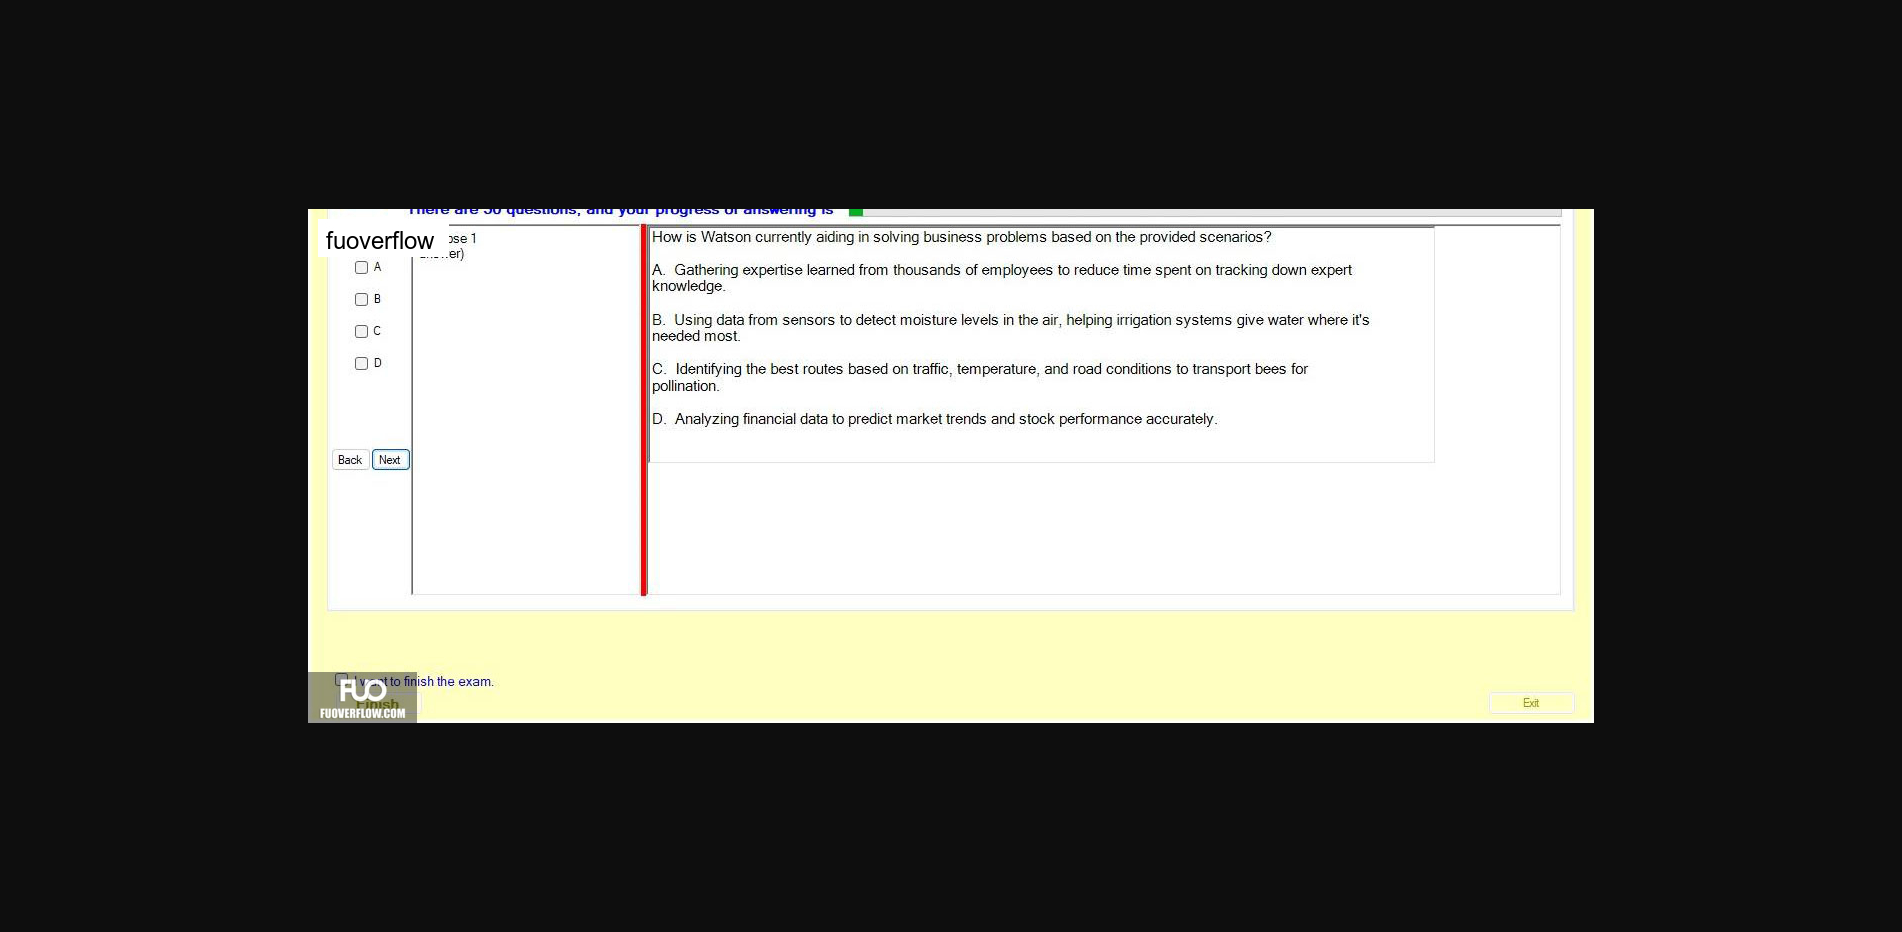 There are 50 questions, and your progress of answering is
fuoverflow
ose 1
er)
How is Watson currently aiding in solving business problems based on the provided scenarios?
A
A. Gathering expertise learned from thousands of employees to reduce time spent on tracking down expert
knowledge.
B
B. Using data from sensors to detect moisture levels in the air, helping irrigation systems give water where it's
needed most.
C
C. Identifying the best routes based on traffic, temperature, and road conditions to transport bees for
pollination.
D
D. Analyzing financial data to predict market trends and stock performance accurately.
Back
Next
I want to finish the exam.
FUO
Finish
FUOVERFLOW.COM
Exit